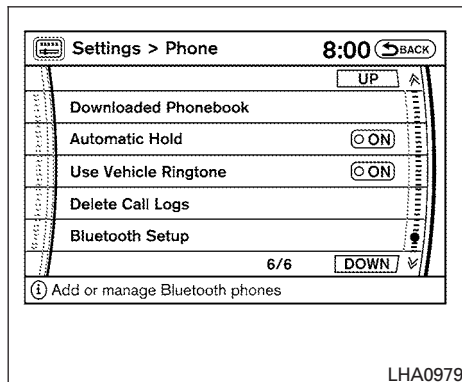 Settings > Phone 8:00 BACK
UP
Downloaded Phonebook
Automatic Hold ON
Use Vehicle Ringtone ON
Delete Call Logs
Bluetooth Setup
6/6 DOWN
i Add or manage Bluetooth phones
LHA0979